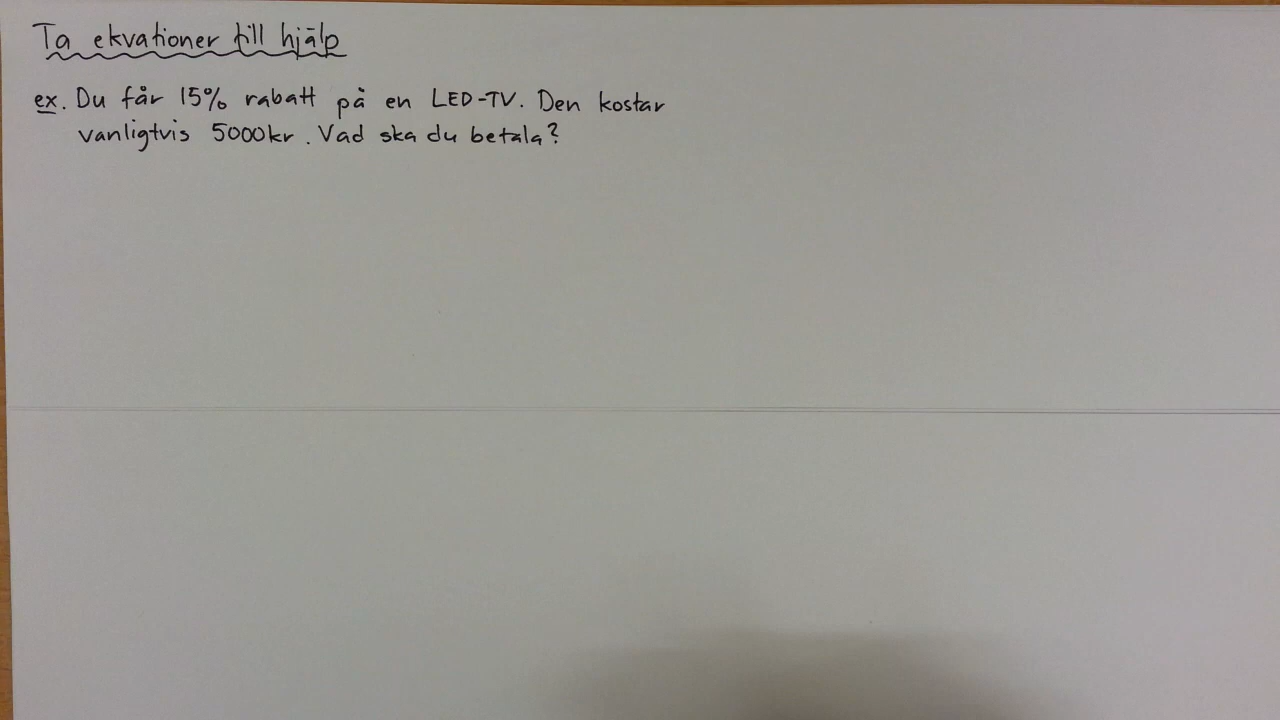 Ta ekvationer till hjälp
ex. Du får 15% rabatt på en LED-TV. Den kostar
vanligtvis 5000kr. Vad ska du betala?